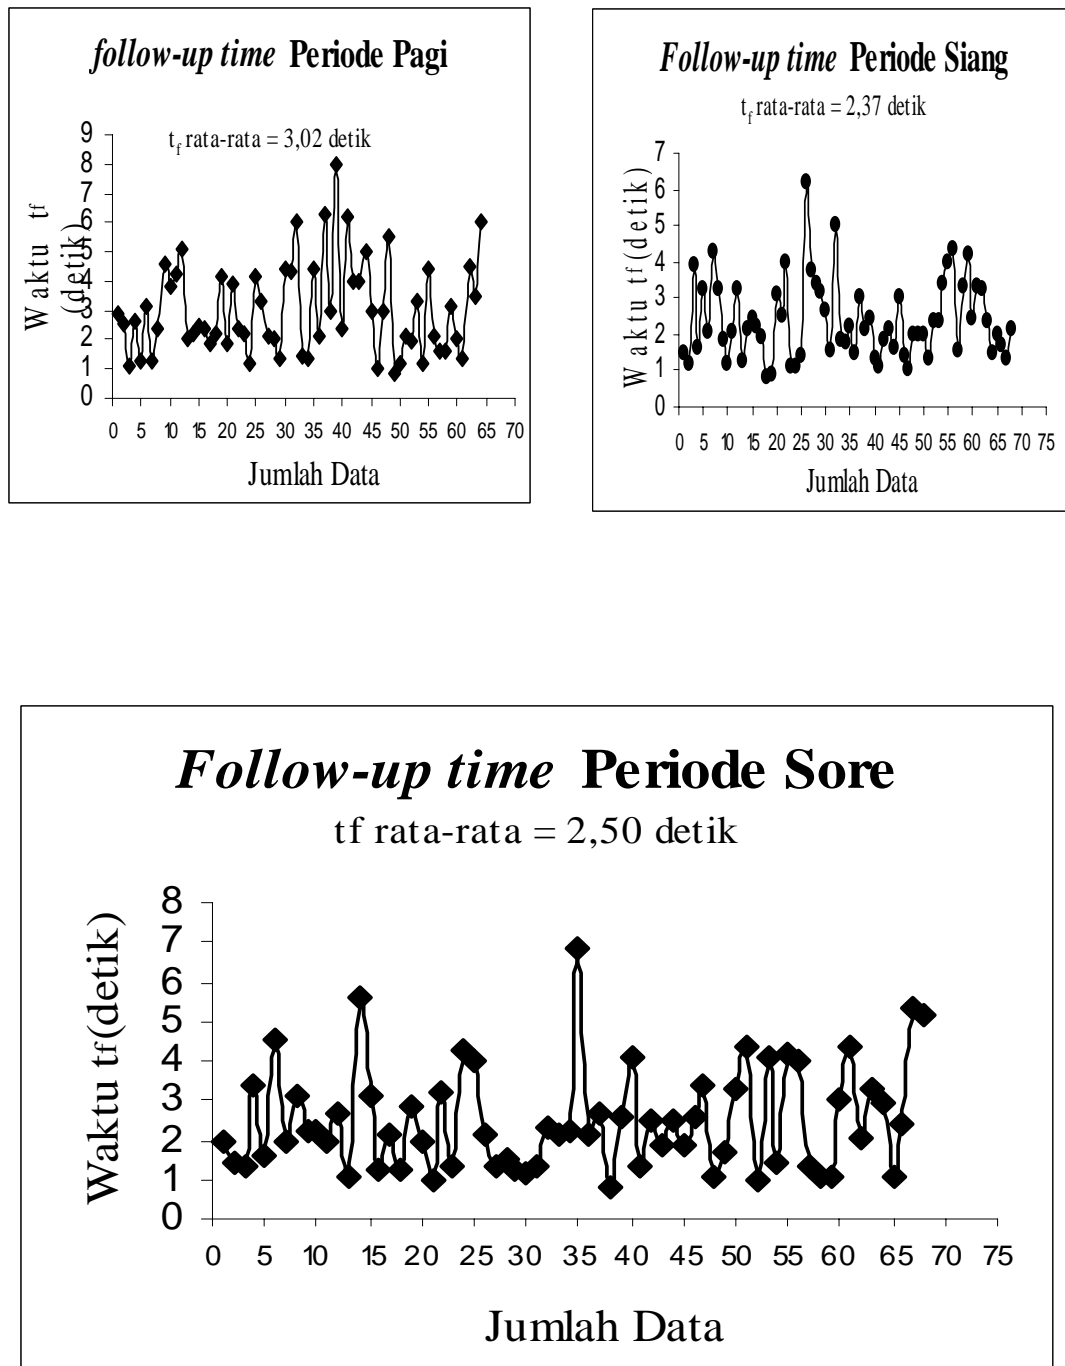 follow-up time Periode Pagi
tf rata-rata = 3,02 detik
Waktu tf (detik)
9
8
7
6
5
4
3
2
1
0
0 5 10 15 20 25 30 35 40 45 50 55 60 65 70
Jumlah Data
Follow-up time Periode Siang
tf rata-rata = 2,37 detik
Waktu tf (detik)
7
6
5
4
3
2
1
0
0 5 10 15 20 25 30 35 40 45 50 55 60 65 70 75
Jumlah Data
Follow-up time Periode Sore
tf rata-rata = 2,50 detik
Waktu tf (detik)
8
7
6
5
4
3
2
1
0
0 5 10 15 20 25 30 35 40 45 50 55 60 65 70 75
Jumlah Data